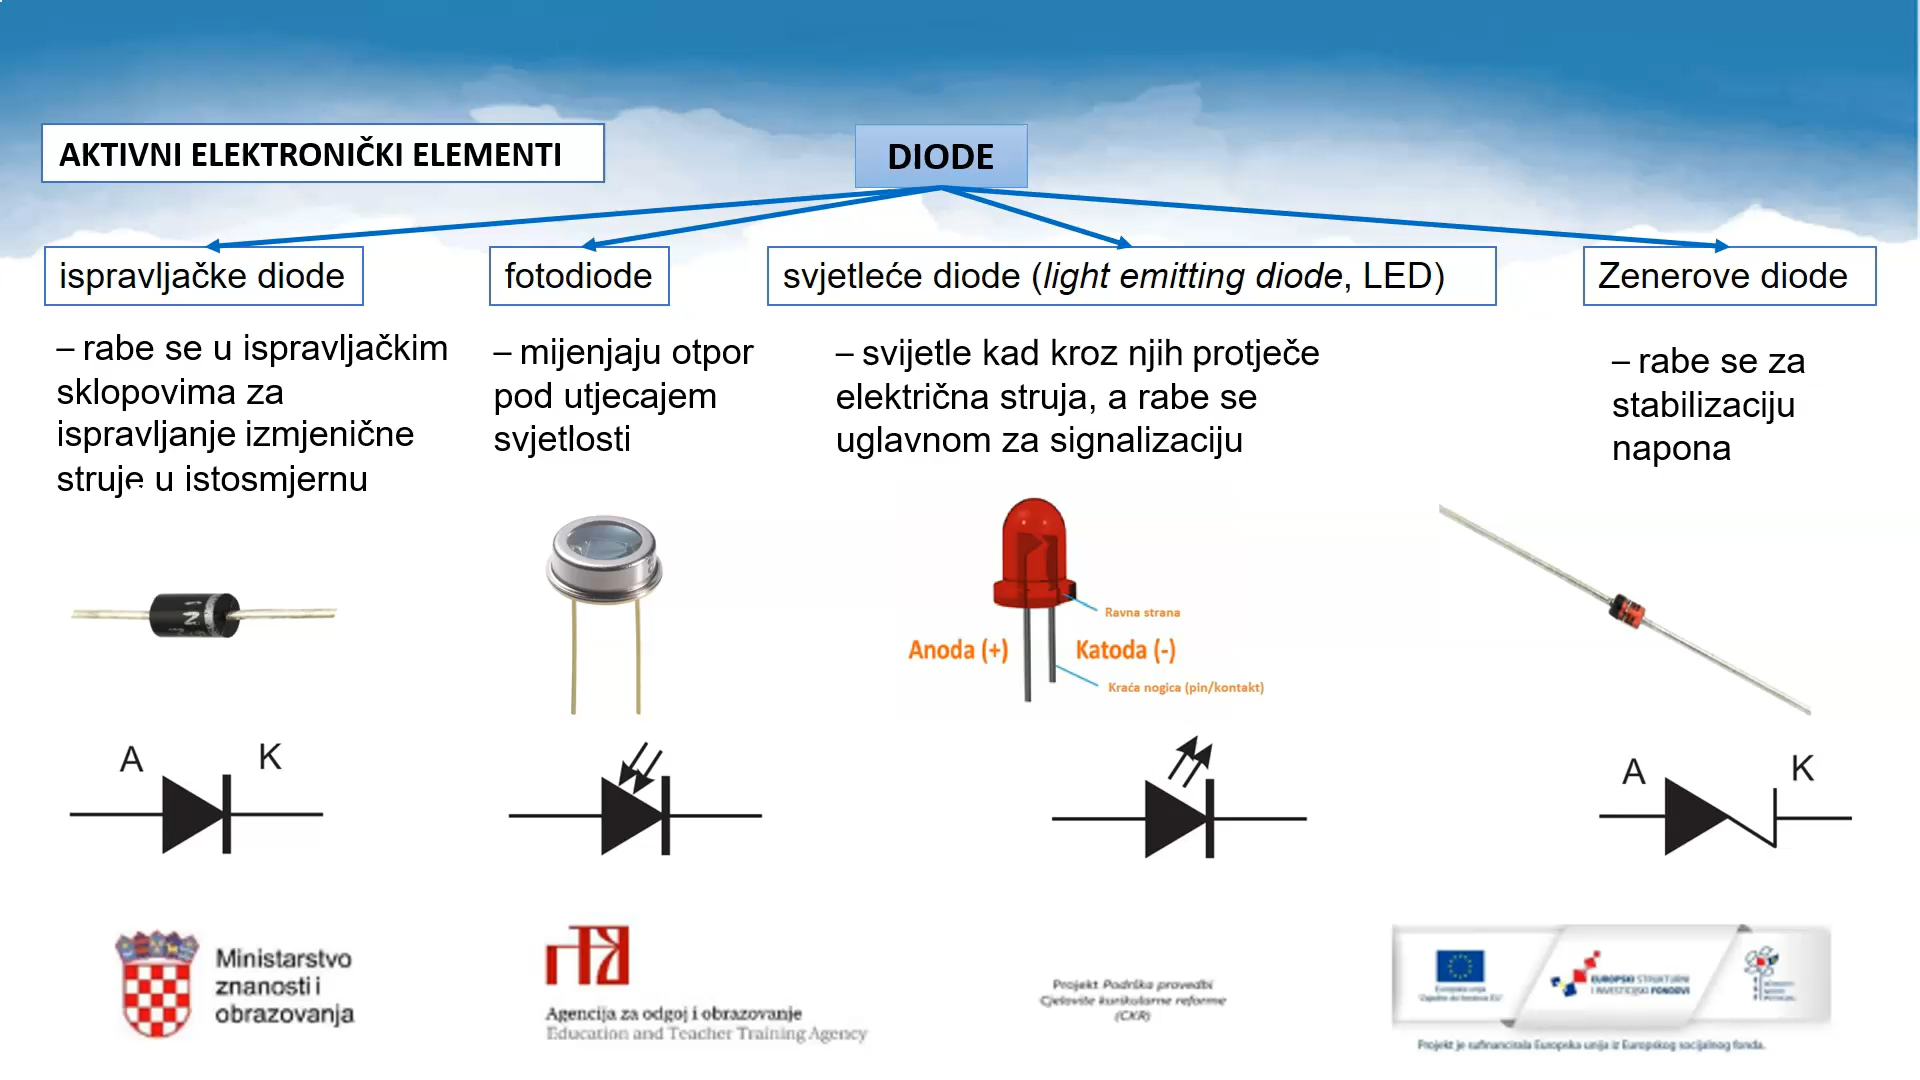 AKTIVNI ELEKTRONIČKI ELEMENTI
DIODE
ispravljačke diode
fotodiode
svjetleće diode (light emitting diode, LED)
Zenerove diode
– rabe se u ispravljačkim
sklopovima za
ispravljanje izmjenične
struje u istosmjernu
– mijenjaju otpor
pod utjecajem
svjetlosti
– svijetle kad kroz njih protječe
električna struja, a rabe se
uglavnom za signalizaciju
– rabe se za
stabilizaciju
napona
Ravna strana
Anoda (+)
Katoda (-)
Kraća nogica (pin/kontakt)
A
K
A
K
Ministarstvo
znanosti i
obrazovanja
Agencija za odgoj i obrazovanje
Education and Teacher Training Agency
Projekt Podrška provedbi
Cjelovite kurikularne reforme
(CKR)
EUROPSKI STRUKTURNI
I INVESTICIJSKI FONDOVI
Projekt je sufinancirala Europska unija iz Europskog socijalnog fonda.